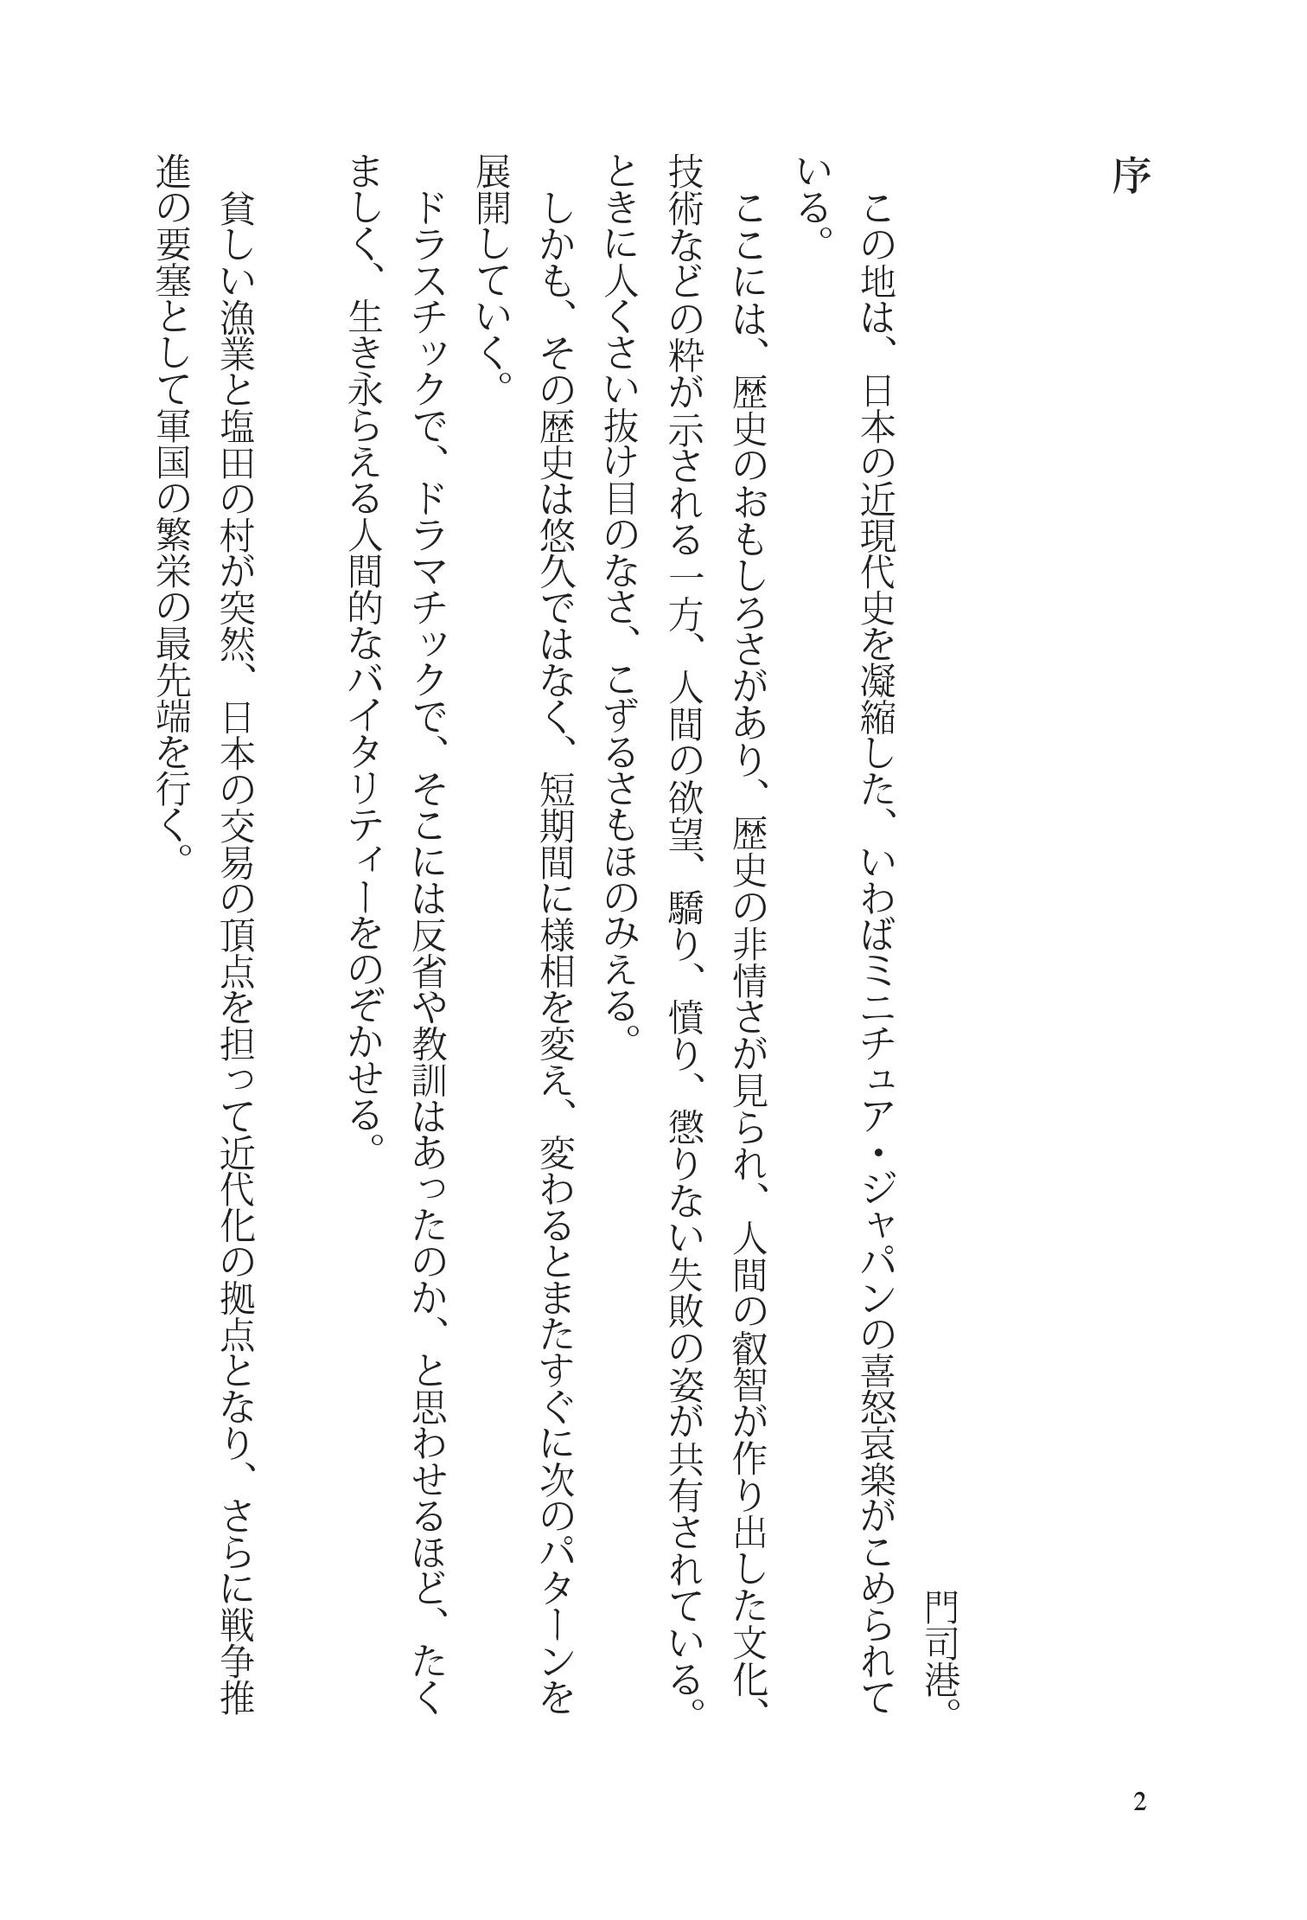 序
門司港。
この地は、日本の近現代史を凝縮した、いわばミニチュア・ジャパンの喜怒哀楽がこめられて
いる。
ここには、歴史のおもしろさがあり、歴史の非情さが見られ、人間の叡智が作り出した文化、
技術などの粋が示される一方、人間の欲望、驕り、憤り、懲りない失敗の姿が共有されている。
ときに人くさい抜け目のなさ、こずるさもほのみえる。
しかも、その歴史は悠久ではなく、短期間に様相を変え、変わるとまたすぐに次のパターンを
展開していく。
ドラスチックで、ドラマチックで、そこには反省や教訓はあったのか、と思わせるほど、たく
ましく、生き永らえる人間的なバイタリティーをのぞかせる。
貧しい漁業と塩田の村が突然、日本の交易の頂点を担って近代化の拠点となり、さらに戦争推
進の要塞として軍国の繁栄の最先端を行く。
2